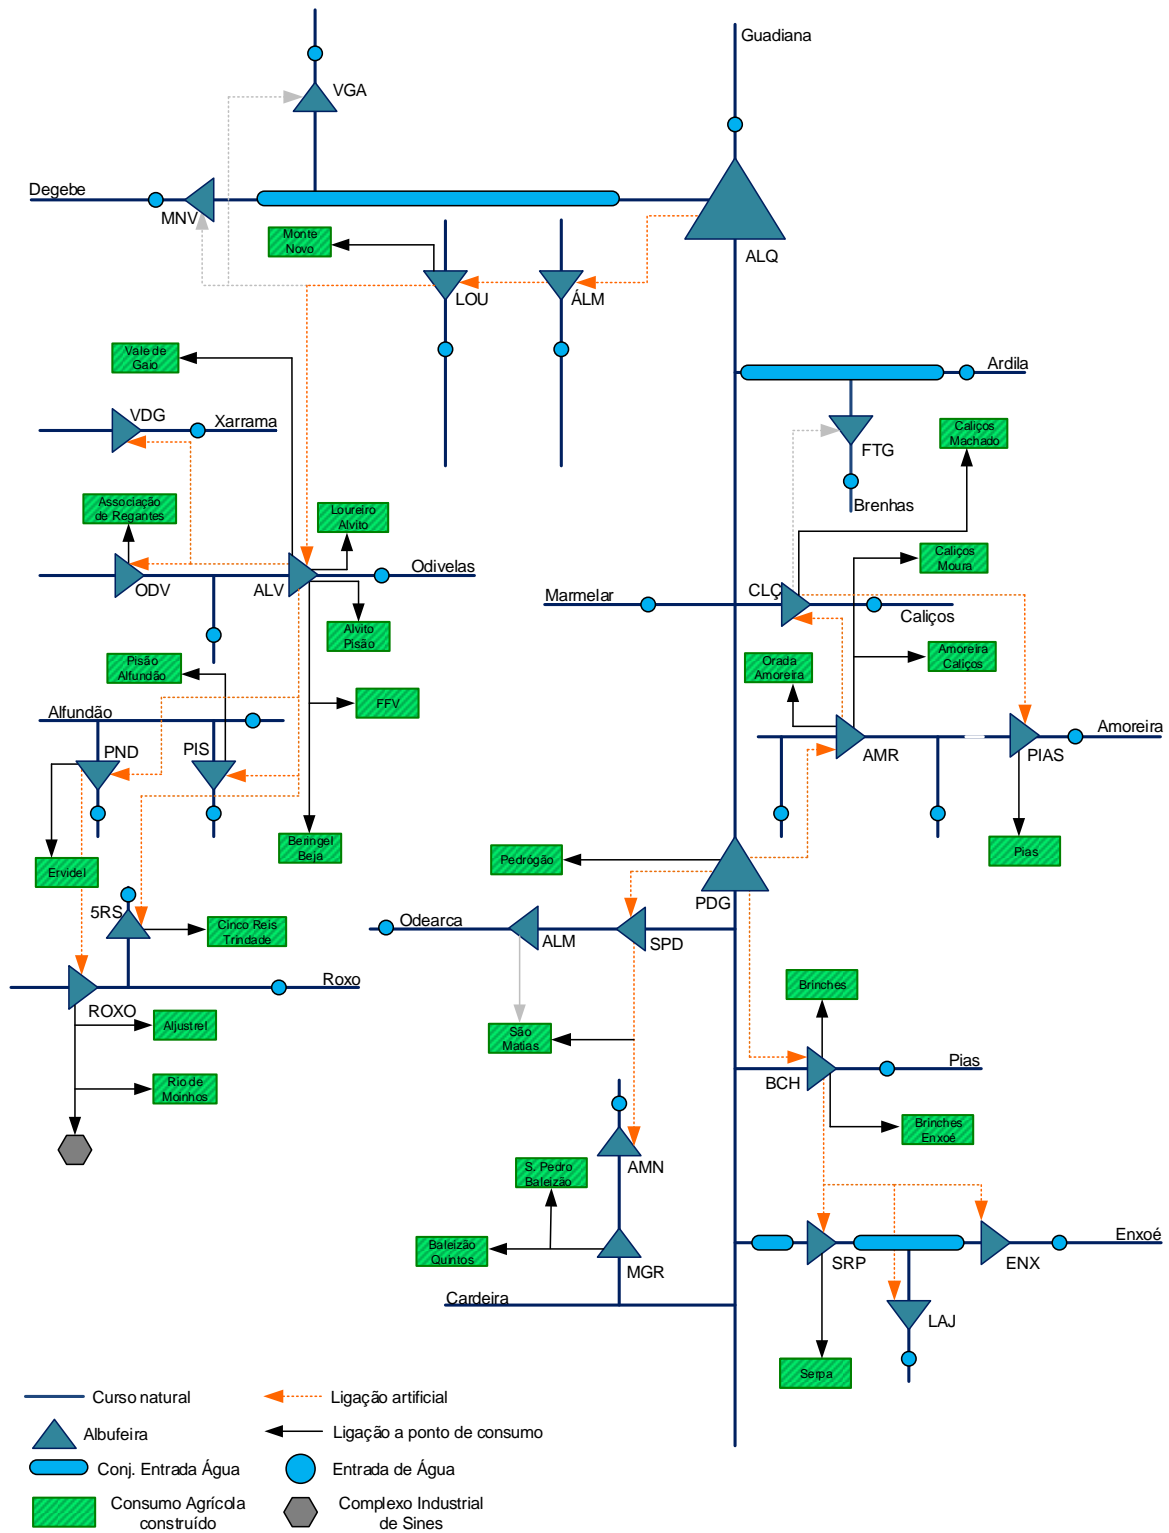 Guadiana
VGA
Degebe
MNV
Monte
Novo
ALQ
LOU
ÁLM
Vale de
Gaio
Ardila
VDG
Xarrama
Caliços
Machado
FTG
Associação
de Regantes
Loureiro
Alvito
Brenhas
Caliços
Moura
Odivelas
ODV
ALV
CLÇ
Marmelar
Caliços
Alvito
Pisão
Pisão
Alfundão
Orada
Amoreira
Amoreira
Caliços
FFV
Alfundão
Amoreira
PND
PIS
AMR
PIAS
Beringel
Beja
Pedrógão
Pias
Ervidel
PDG
5RS
Cinco Reis
Trindade
Odearca
ALM
SPD
Roxo
Brinches
ROXO
Aljustrel
São
Matias
Pias
BCH
Rio de
Moinhos
Brinches
Enxoé
AMN
S. Pedro
Baleizão
Enxoé
Baleizão
Quintos
MGR
SRP
ENX
Cardeira
LAJ
Serpa
Curso natural
Ligação artificial
Albufeira
Ligação a ponto de consumo
Conj. Entrada Água
Entrada de Água
Consumo Agrícola
construído
Complexo Industrial
de Sines